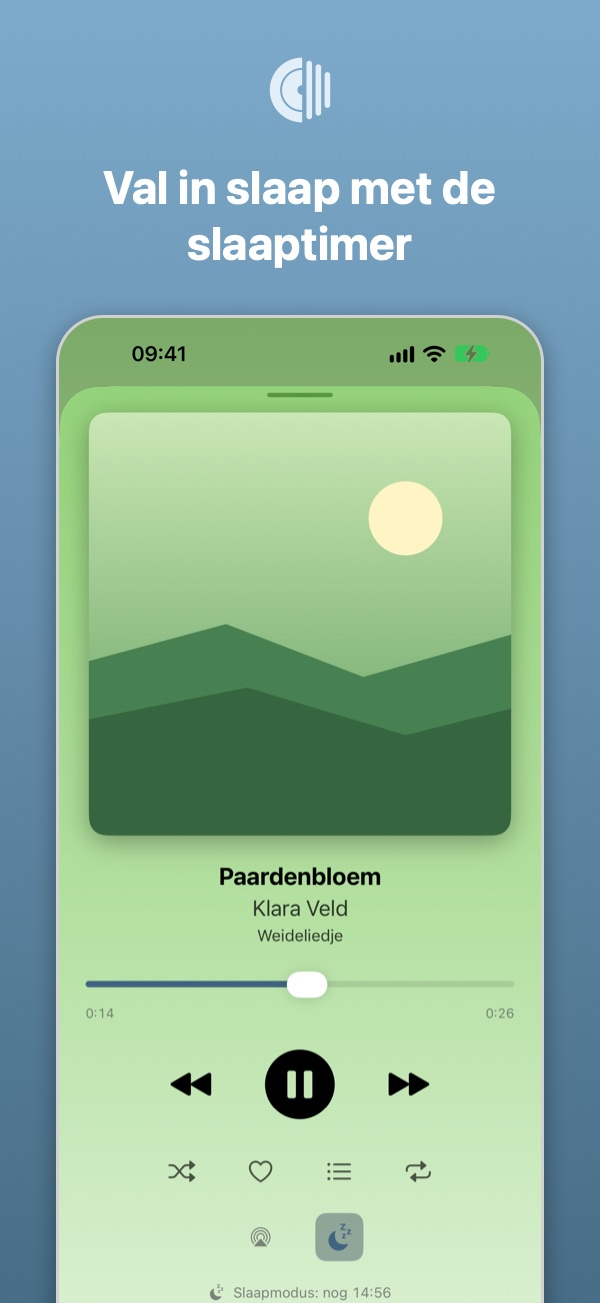 Val in slaap met de
slaaptimer
09:41
Paardenbloem
Klara Veld
Weideliedje
0:14
0:26
Slaapmodus: nog 14:56